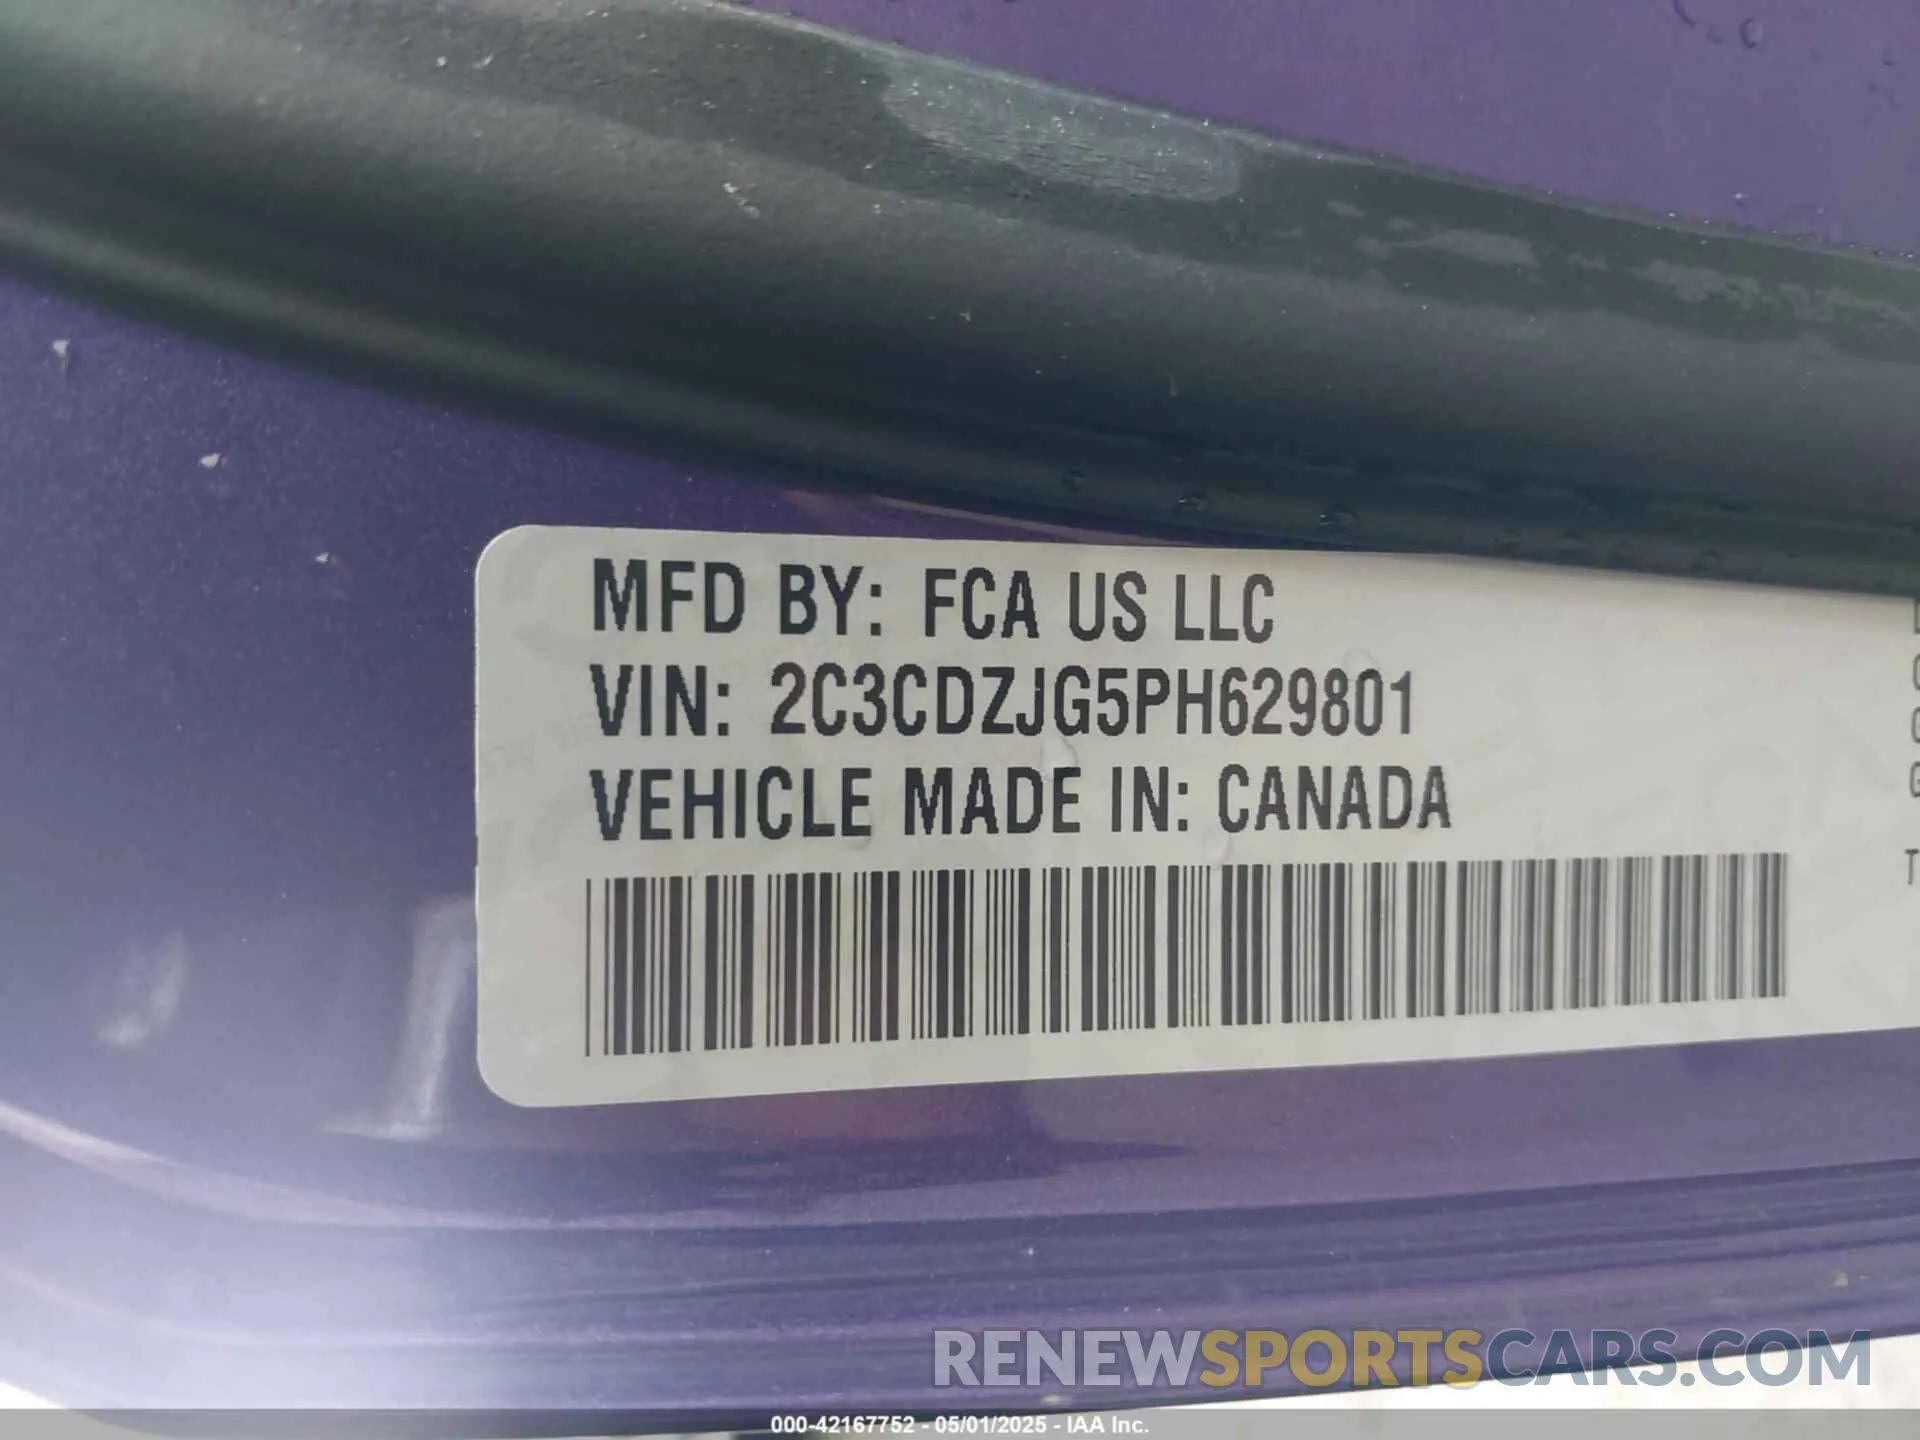 MFD BY: FCA US LLC
VIN: 2C3CDZJG5PH629801
VEHICLE MADE IN: CANADA
T
RENEWSPORTSCARS.COM
000-42167752 - 05/01/2025 - IAA Inc.